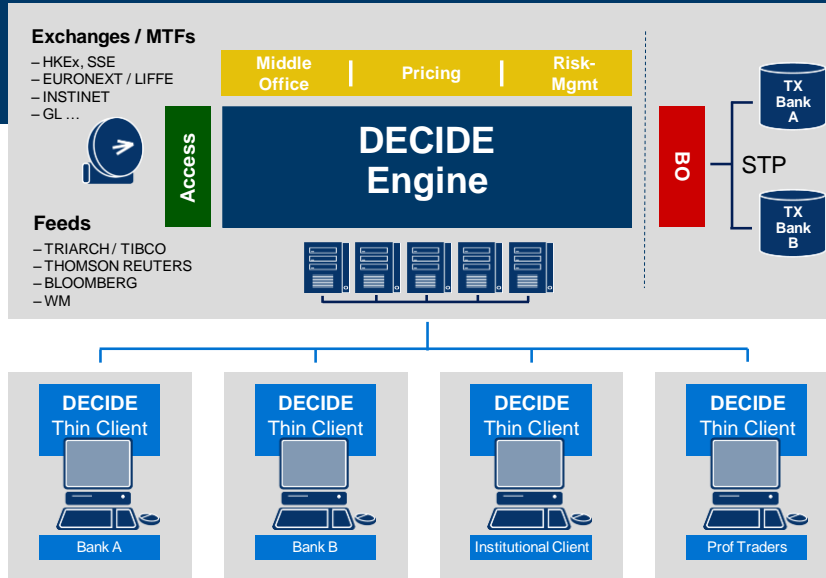 Exchanges / MTFs
– HKEx, SSE
– EURONEXT / LIFFE
– INSTINET
– GL ...
Feeds
– TRIARCH / TIBCO
– THOMSON REUTERS
– BLOOMBERG
– WM
Access
Middle
Office
Pricing
Risk-
Mgmt
DECIDE
Engine
BO
STP
TX
Bank
A
TX
Bank
B
DECIDE
Thin Client
Bank A
DECIDE
Thin Client
Bank B
DECIDE
Thin Client
Institutional Client
DECIDE
Thin Client
Prof Traders